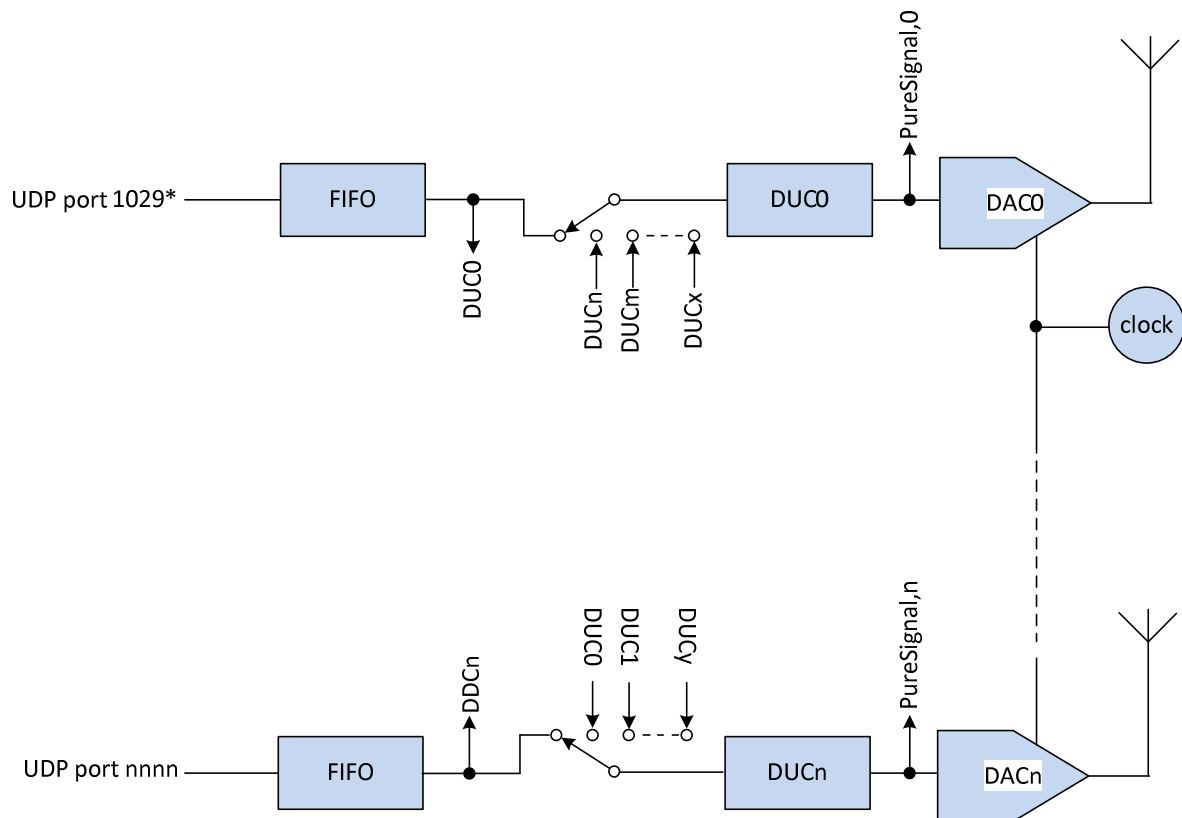 PureSignal,0
UDP port 1029*
FIFO
DUC0
DAC0
DUC0
DUCn
DUCm
DUCx
clock
DUC0
DUC1
DUCy
DDCn
PureSignal,n
UDP port nnnn
FIFO
DUCn
DACn